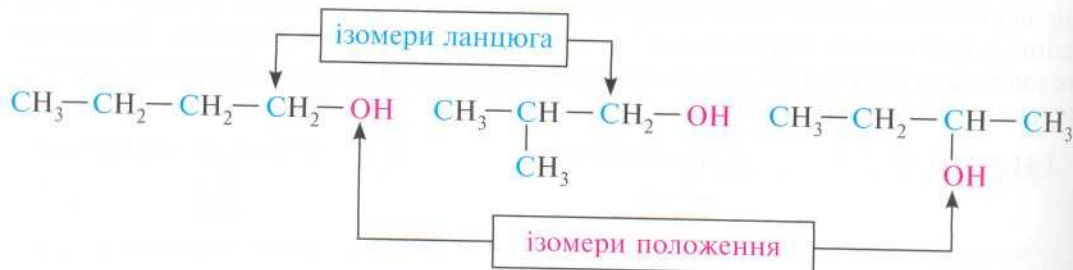 ізомери ланцюга
CH₃—CH₂—CH₂—CH₂—OH CH₃—CH—CH₂—OH CH₃—CH₂—CH—CH₃
CH₃ OH
ізомери положення